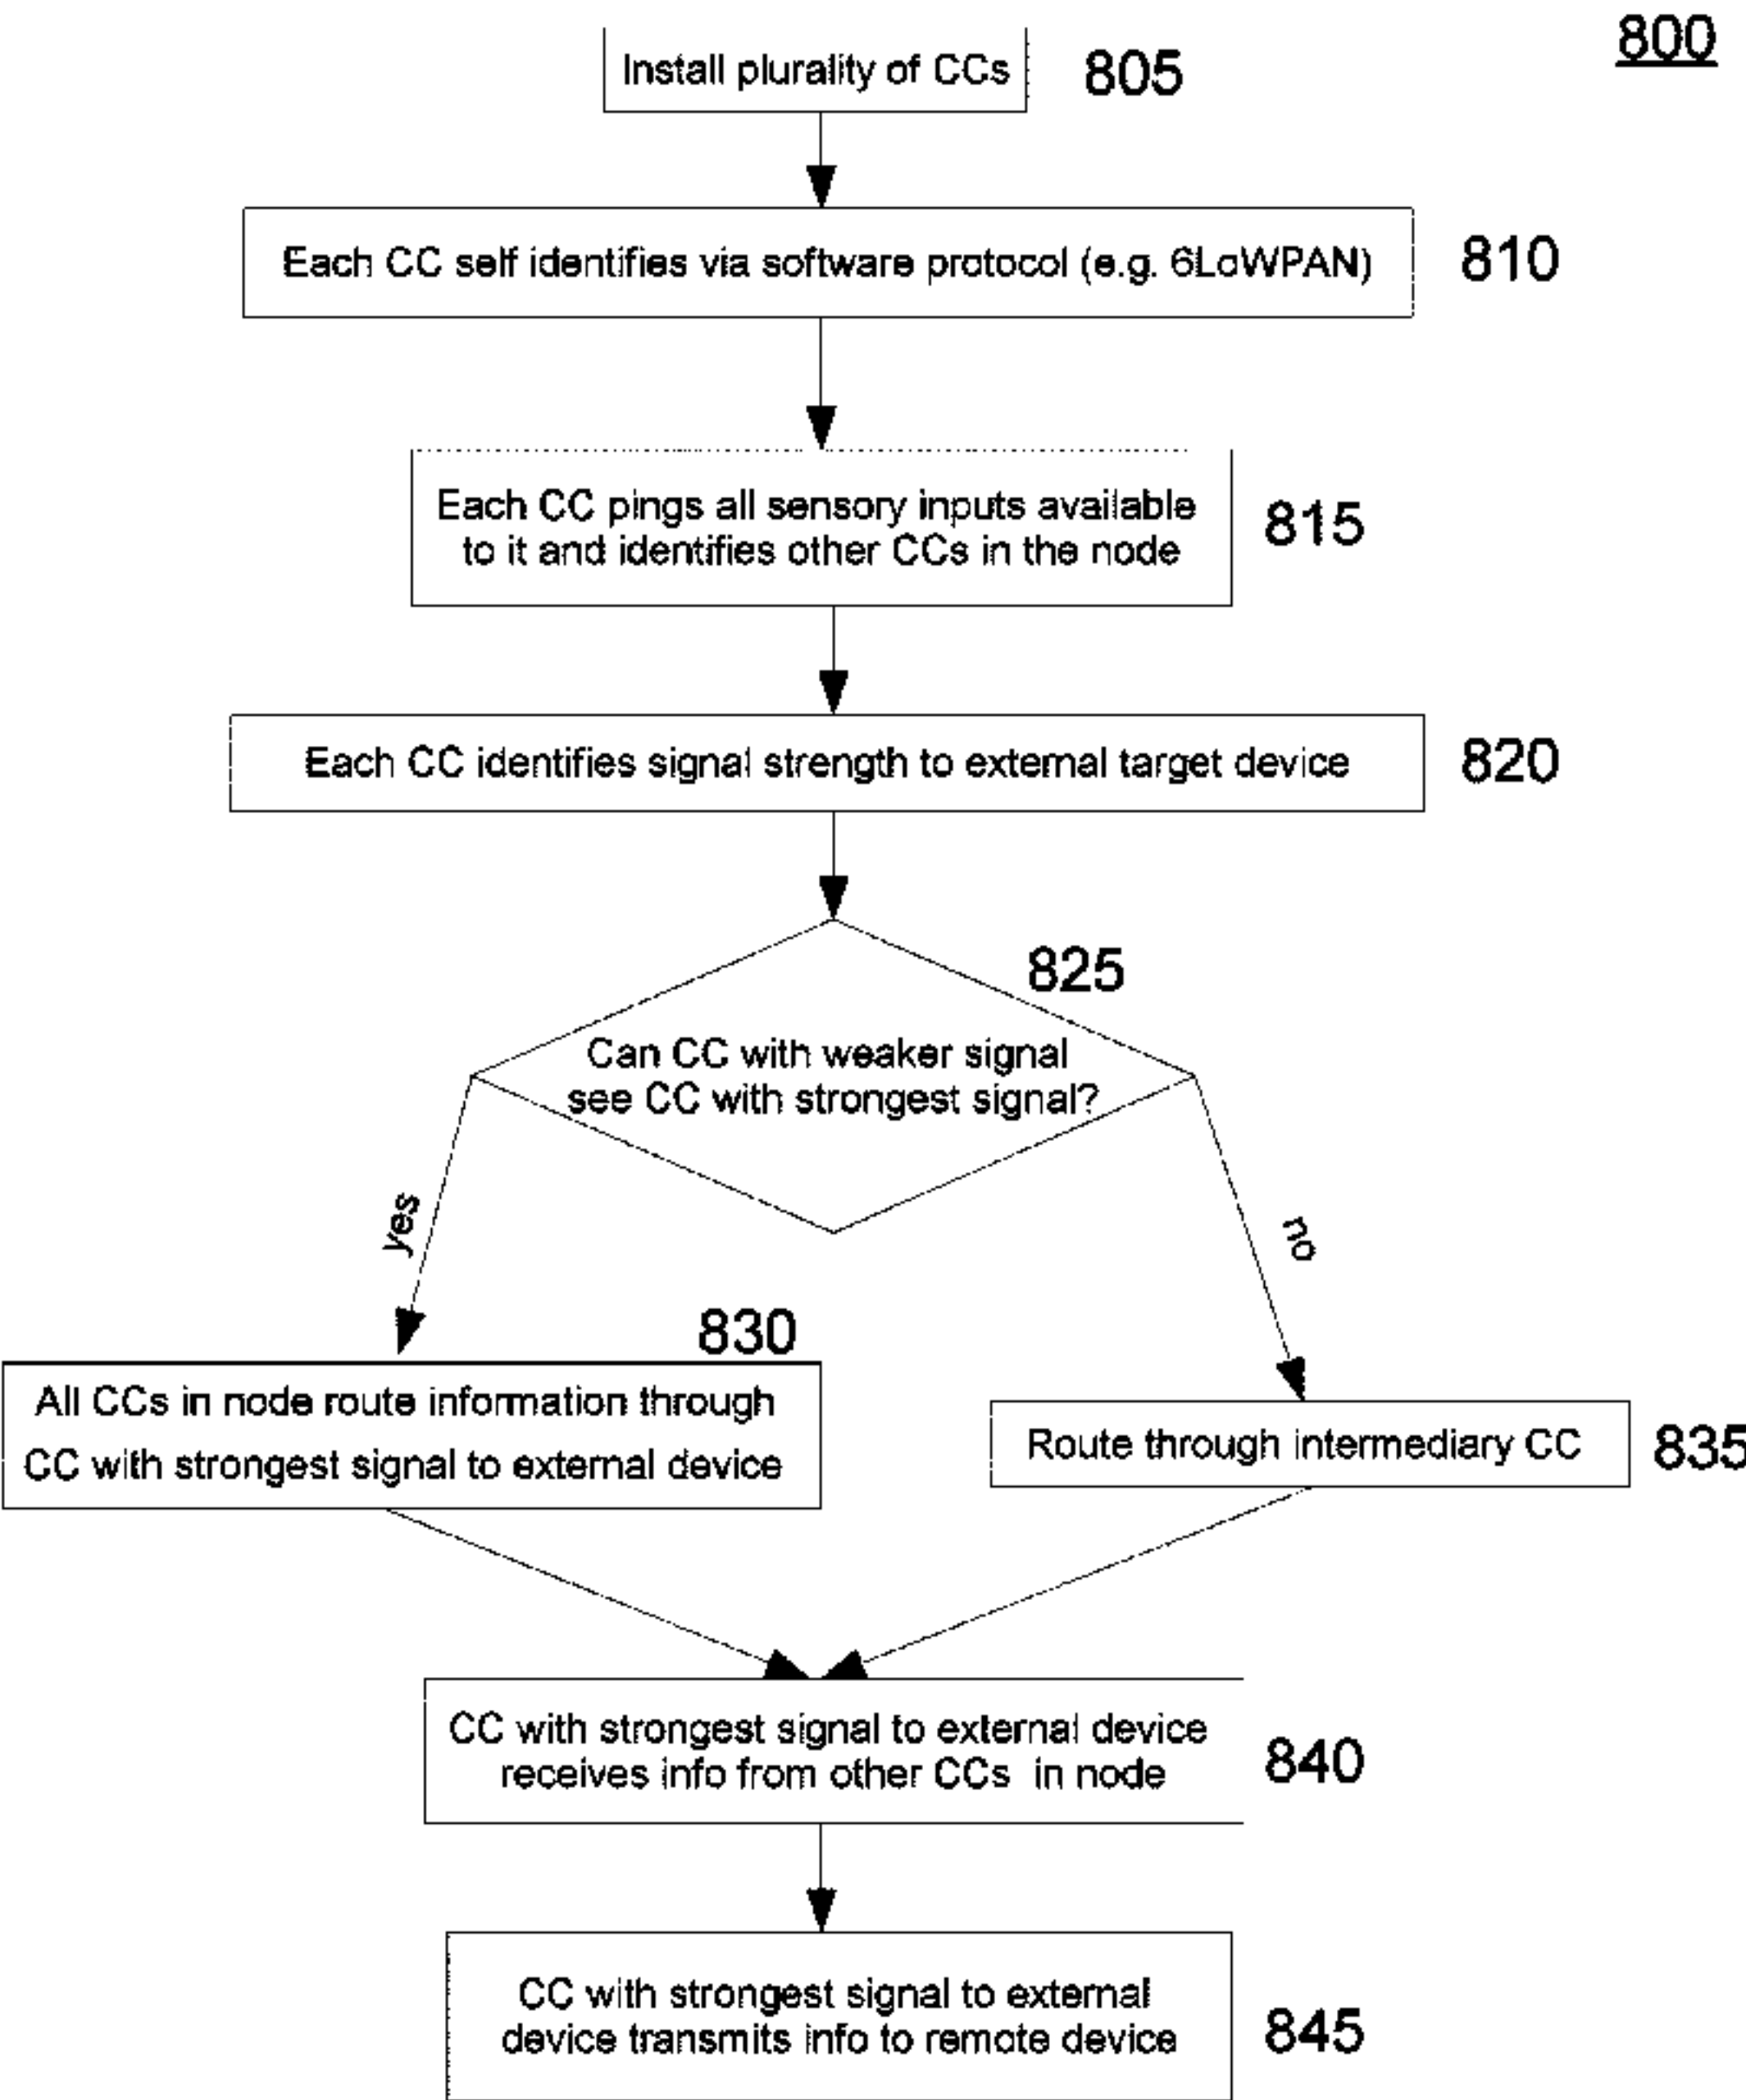 800
Install plurality of CCs
805
Each CC self identifies via software protocol (e.g. 6LoWPAN)
810
Each CC pings all sensory inputs available
to it and identifies other CCs in the node
815
Each CC identifies signal strength to external target device
820
825
Can CC with weaker signal
see CC with strongest signal?
yes
no
830
All CCs in node route information through
CC with strongest signal to external device
Route through intermediary CC
835
CC with strongest signal to external device
receives info from other CCs in node
840
CC with strongest signal to external
device transmits info to remote device
845